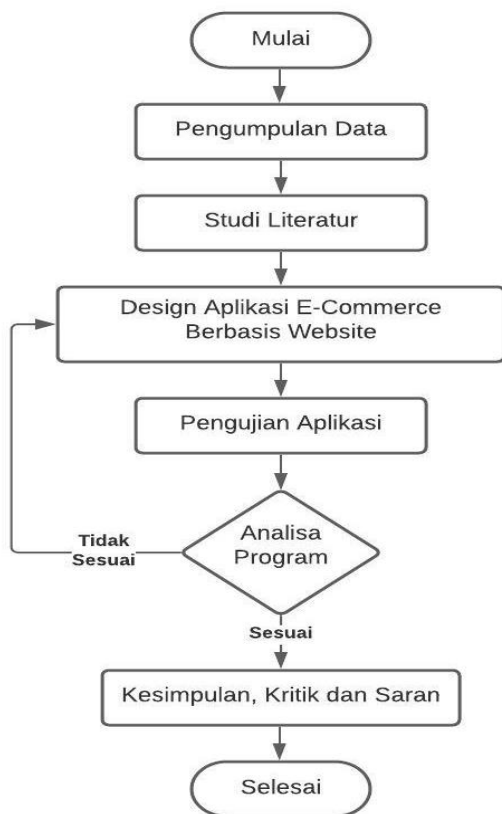 Mulai
Pengumpulan Data
Studi Literatur
Design Aplikasi E-Commerce
Berbasis Website
Pengujian Aplikasi
Analisa
Program
Tidak
Sesuai
Sesuai
Kesimpulan, Kritik dan Saran
Selesai